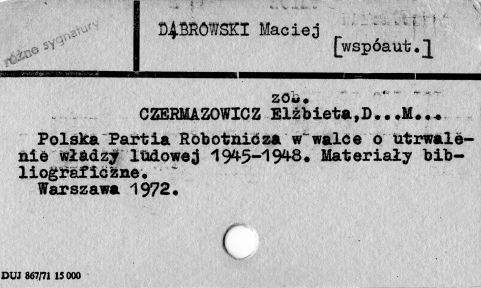 różne sygnatury
DĄBROWSKI Maciej
[wspóaut.]
zob.
CZERMAZOWICZ Elżbieta,D...M...
Polska Partia Robotnicza w walce o utrwale-
nie władzy ludowej 1945-1948. Materiały bib-
liograficzne.
Warszawa 1972.
DUJ 867/71 15 000